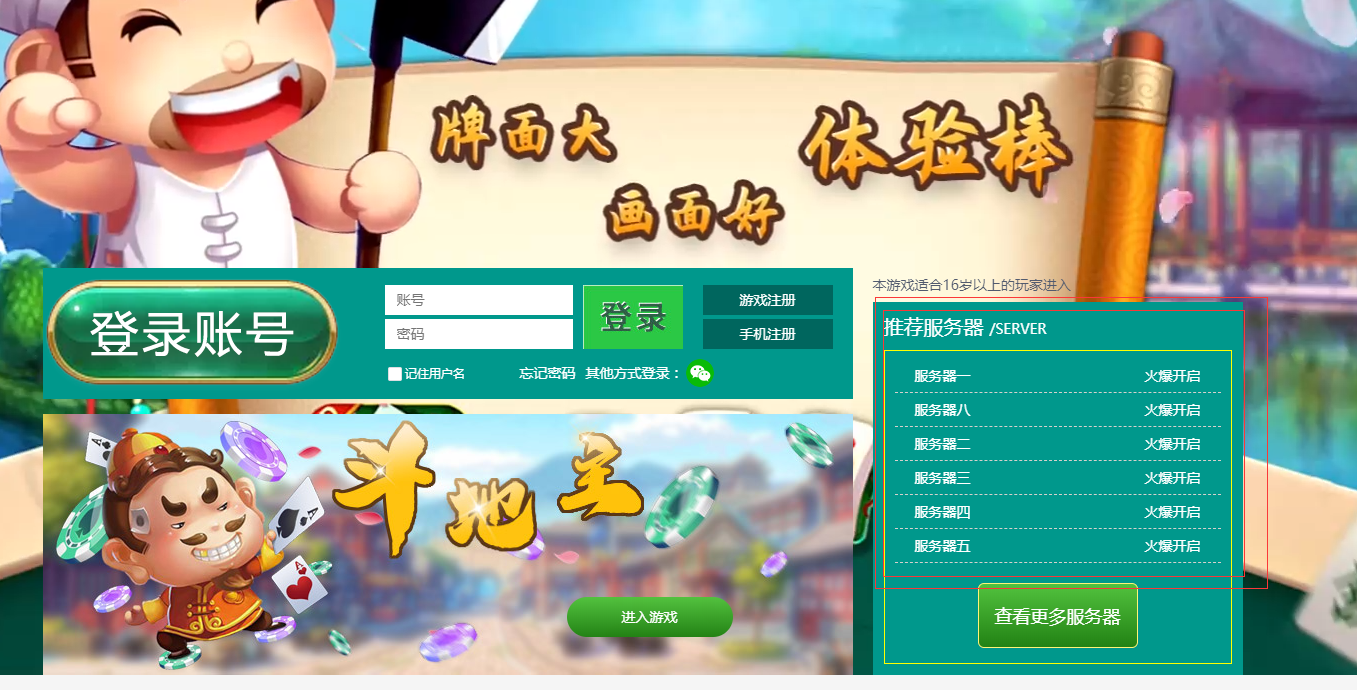 牌面大
体验棒
画面好
登录账号
账号
密码
登录
游戏注册
手机注册
记住用户名
忘记密码 其他方式登录：
本游戏适合16岁以上的玩家进入
推荐服务器 /SERVER
服务器一 火爆开启
服务器八 火爆开启
服务器二 火爆开启
服务器三 火爆开启
服务器四 火爆开启
服务器五 火爆开启
查看更多服务器
斗地主
A
A
A
进入游戏